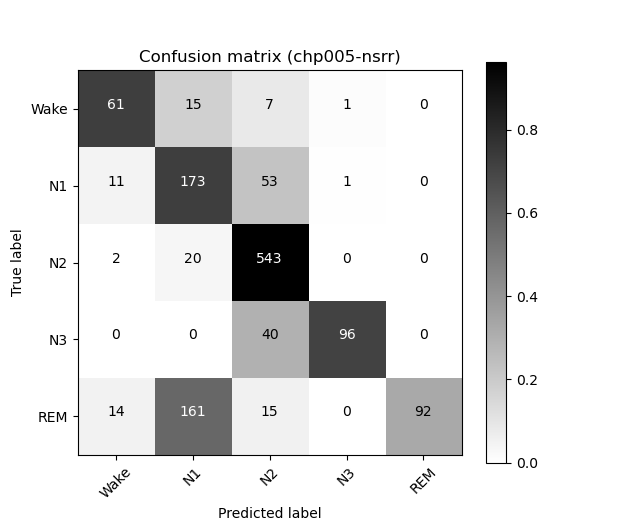 Confusion matrix (chp005-nsrr)
Wake 61 15 7 1 0
N1 11 173 53 1 0
N2 2 20 543 0 0
N3 0 0 40 96 0
REM 14 161 15 0 92
Wake N1 N2 N3 REM
True label
Predicted label
0.8
0.6
0.4
0.2
0.0